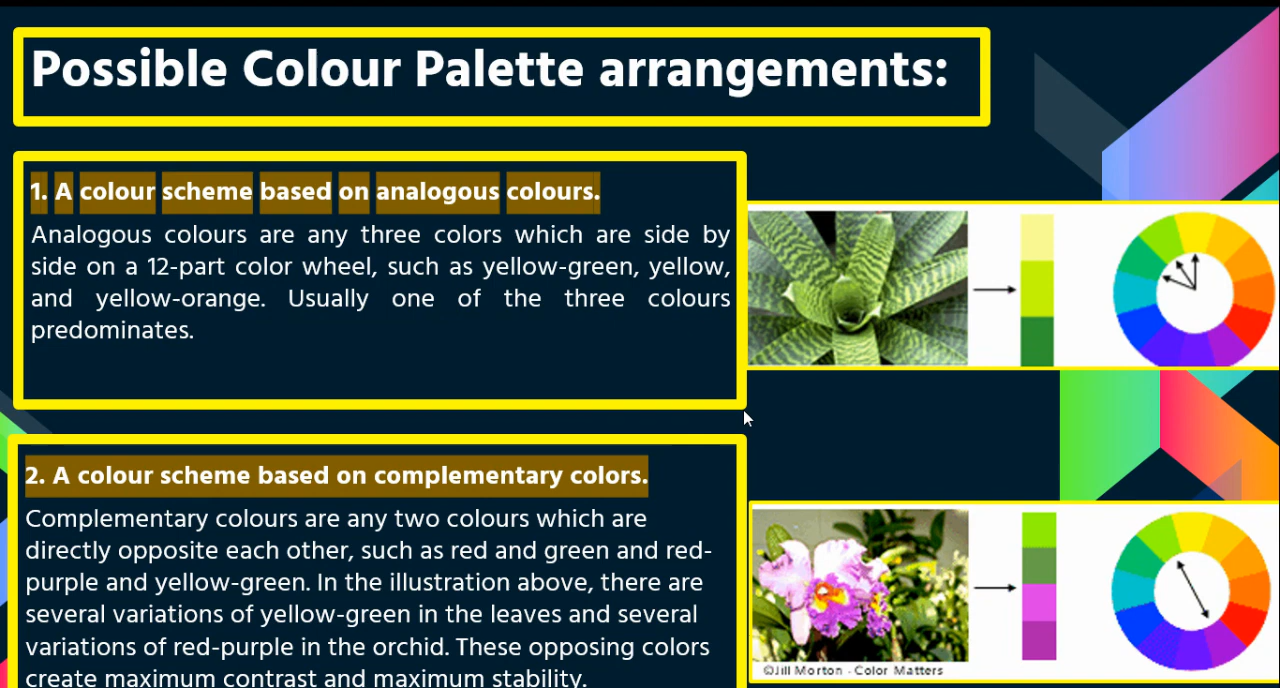 Possible Colour Palette arrangements:
1. A colour scheme based on analogous colours.
Analogous colours are any three colors which are side by
side on a 12-part color wheel, such as yellow-green, yellow,
and yellow-orange. Usually one of the three colours
predominates.
2. A colour scheme based on complementary colors.
Complementary colours are any two colours which are
directly opposite each other, such as red and green and red-
purple and yellow-green. In the illustration above, there are
several variations of yellow-green in the leaves and several
variations of red-purple in the orchid. These opposing colors
create maximum contrast and maximum stability.
©Jill Morton - Color Matters